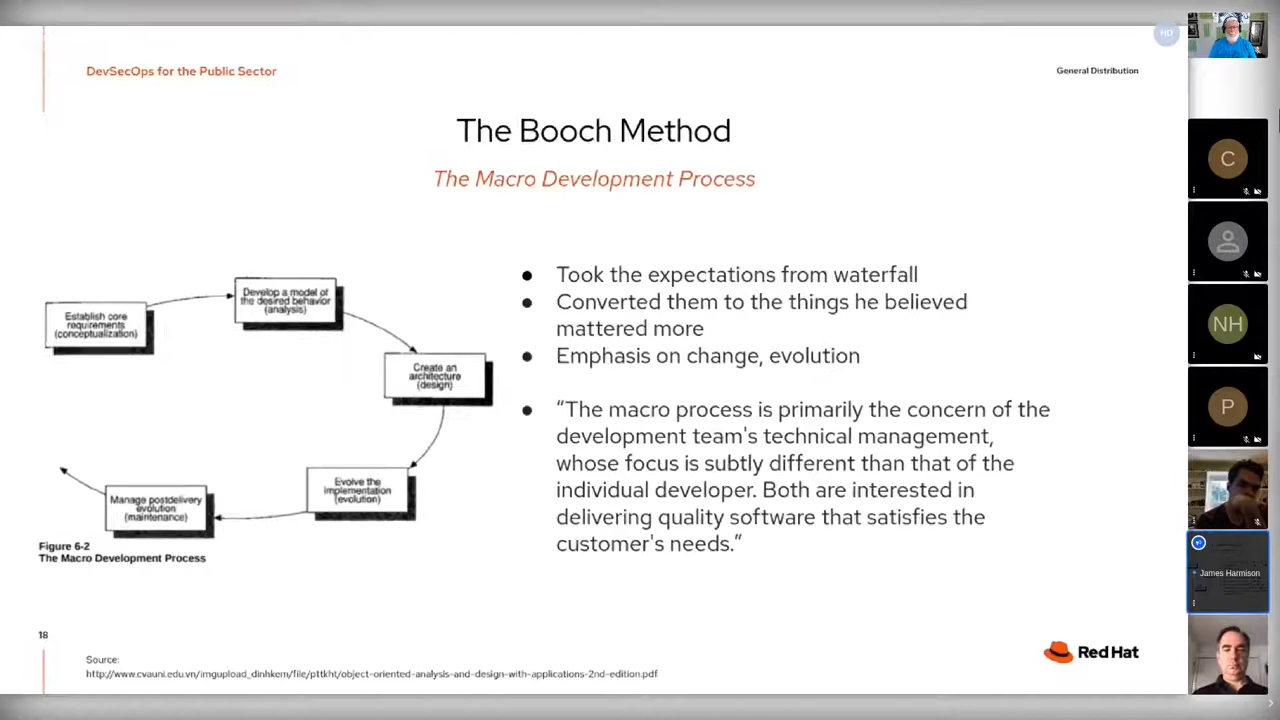 DevSecOps for the Public Sector
General Distribution
HD
The Booch Method
The Macro Development Process
Establish core
requirements
(conceptualization)
Develop a model of
the desired behavior
(analysis)
Create an
architecture
(design)
Evolve the
implementation
(evolution)
Manage postdelivery
evolution
(maintenance)
Figure 6-2
The Macro Development Process
● Took the expectations from waterfall
● Converted them to the things he believed
mattered more
● Emphasis on change, evolution
● “The macro process is primarily the concern of the
development team's technical management,
whose focus is subtly different than that of the
individual developer. Both are interested in
delivering quality software that satisfies the
customer's needs.”
18
Source:
http://www.cvauni.edu.vn/imgupload_dinhkem/file/pttkht/object-oriented-analysis-and-design-with-applications-2nd-edition.pdf
Red Hat
C
NH
P
James Harmison